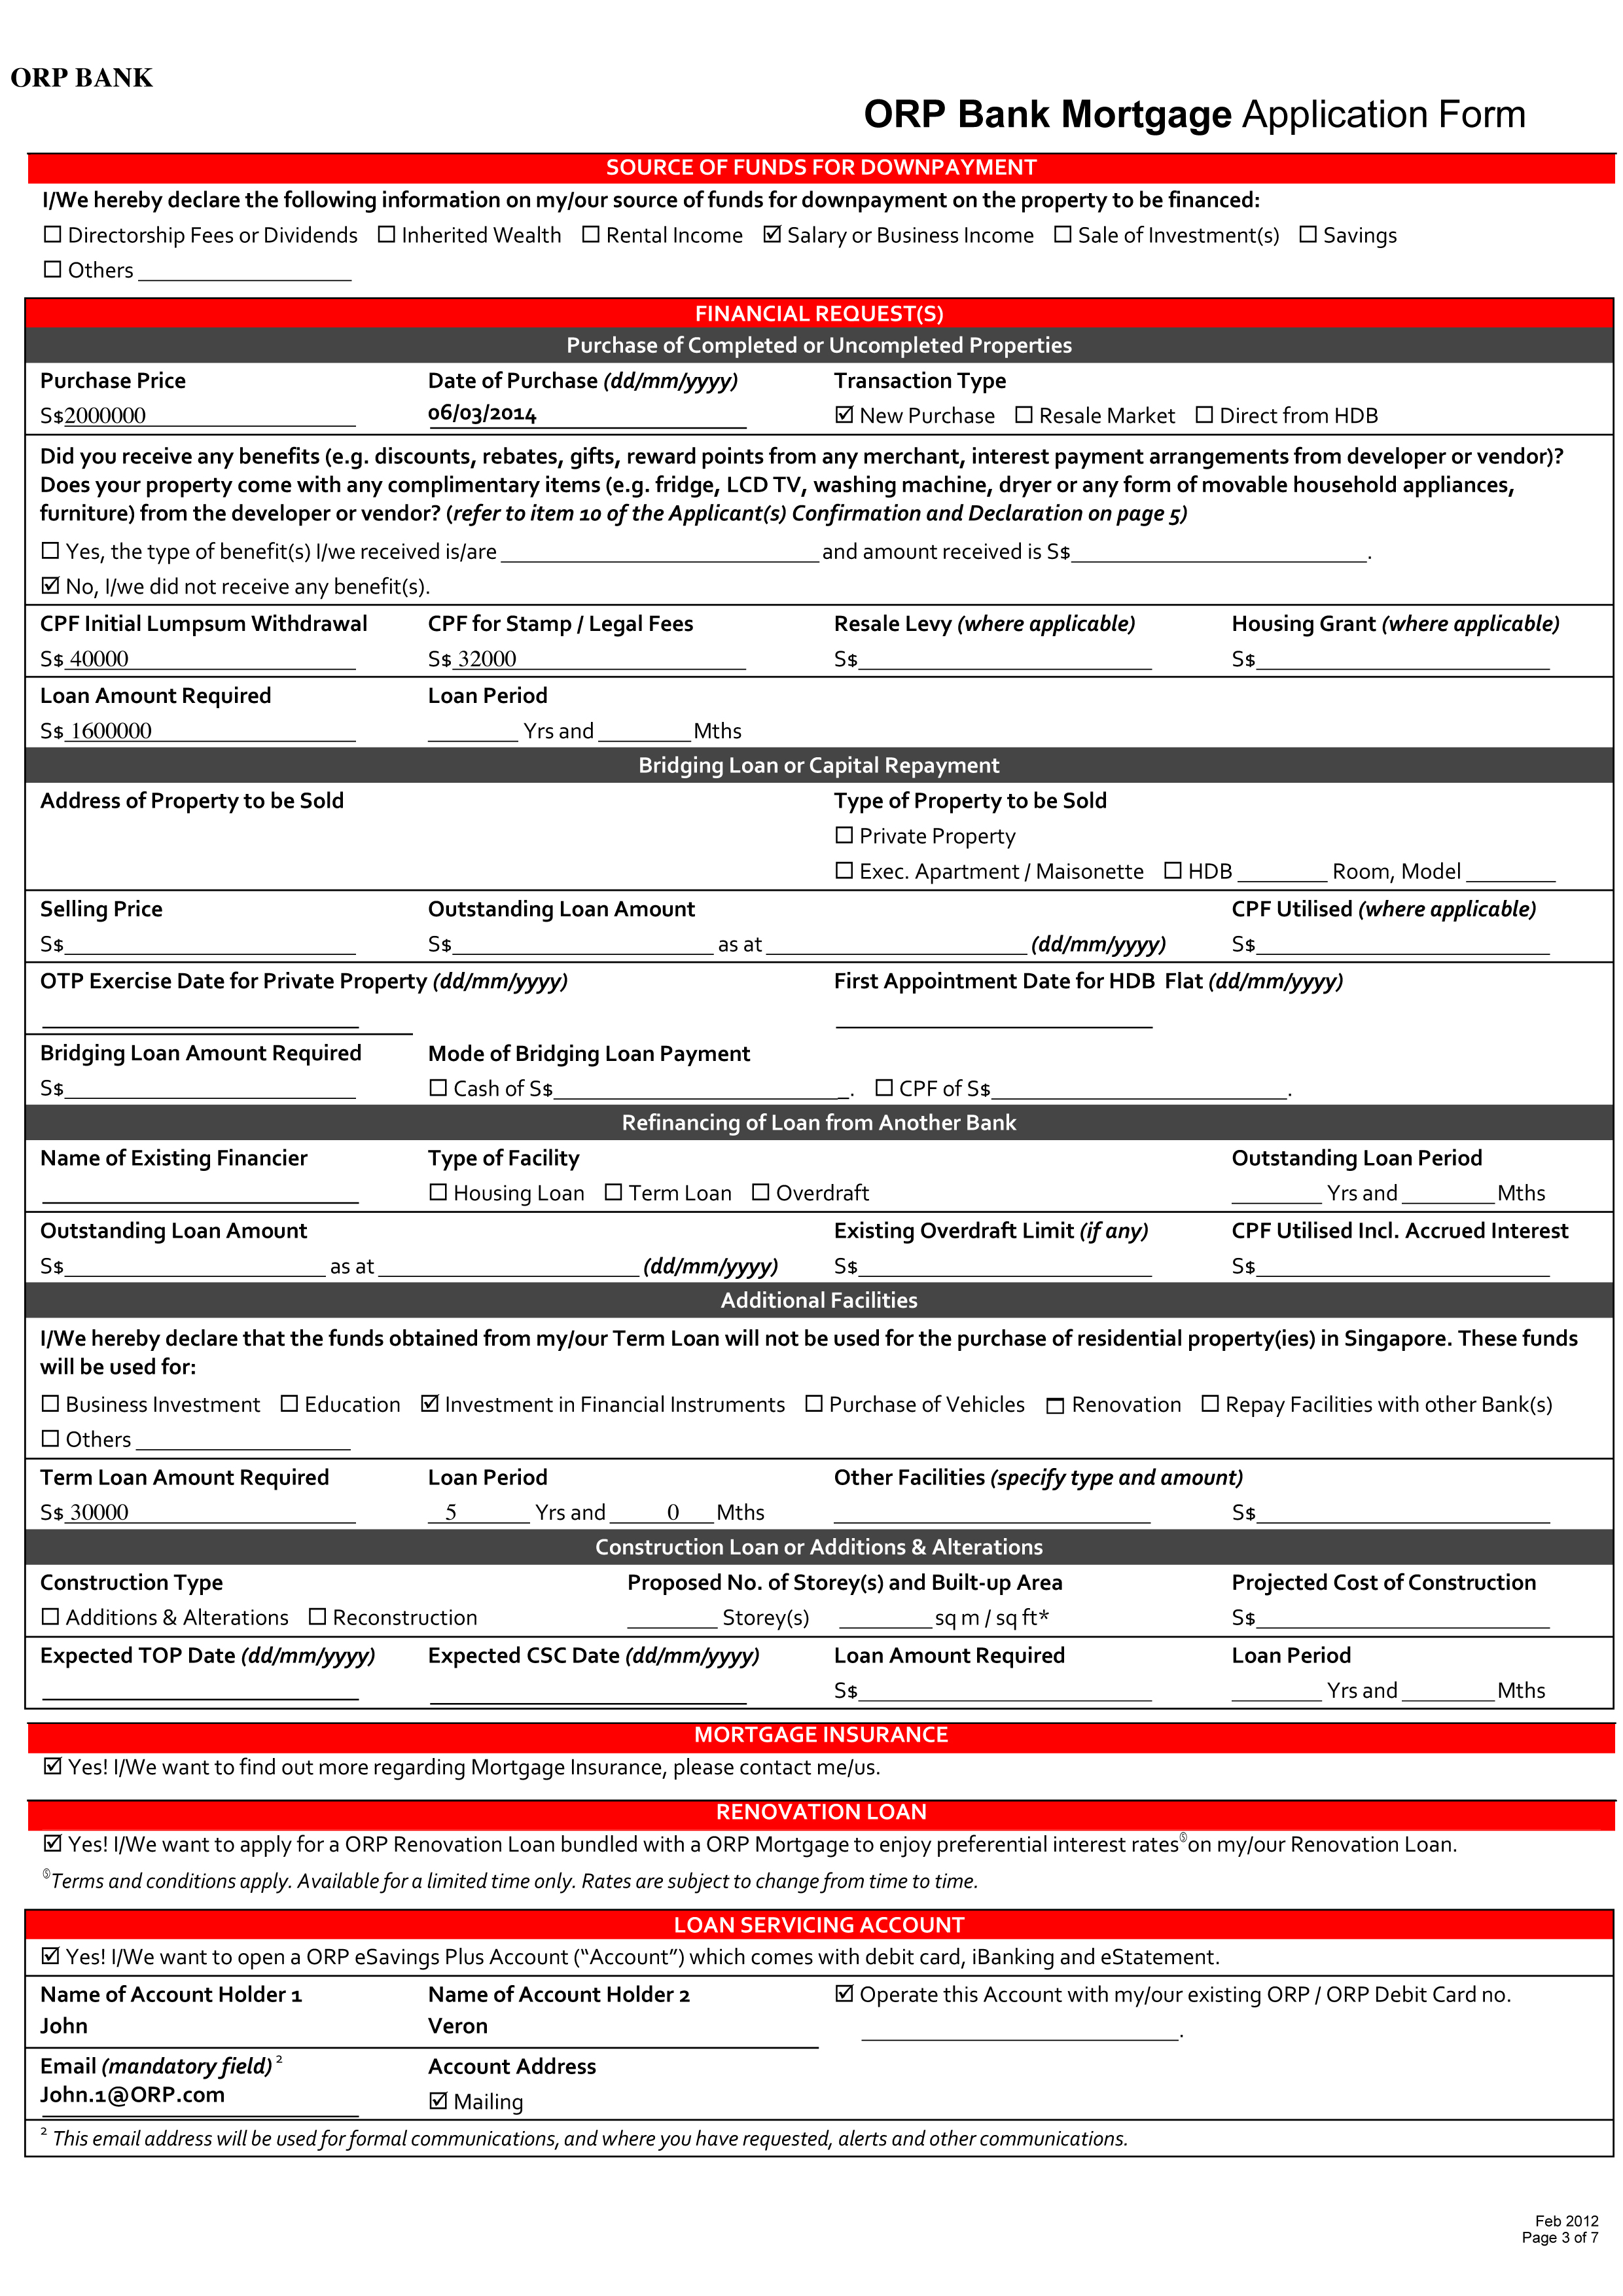 ORP BANK
ORP Bank Mortgage Application Form
SOURCE OF FUNDS FOR DOWNPAYMENT
I/We hereby declare the following information on my/our source of funds for downpayment on the property to be financed:
☐ Directorship Fees or Dividends ☐ Inherited Wealth ☐ Rental Income ☑ Salary or Business Income ☐ Sale of Investment(s) ☐ Savings
☐ Others ____________________
FINANCIAL REQUEST(S)
Purchase of Completed or Uncompleted Properties
Purchase Price Date of Purchase (dd/mm/yyyy) Transaction Type
S$2000000 06/03/2014 ☑ New Purchase ☐ Resale Market ☐ Direct from HDB
Did you receive any benefits (e.g. discounts, rebates, gifts, reward points from any merchant, interest payment arrangements from developer or vendor)?
Does your property come with any complimentary items (e.g. fridge, LCD TV, washing machine, dryer or any form of movable household appliances,
furniture) from the developer or vendor? (refer to item 10 of the Applicant(s) Confirmation and Declaration on page 5)
☐ Yes, the type of benefit(s) I/we received is/are ____________________ and amount received is S$____________________.
☑ No, I/we did not receive any benefit(s).
CPF Initial Lumpsum Withdrawal CPF for Stamp / Legal Fees Resale Levy (where applicable) Housing Grant (where applicable)
S$ 40000 S$ 32000 S$____________________ S$____________________
Loan Amount Required Loan Period
S$ 1600000 ________ Yrs and ________ Mths
Bridging Loan or Capital Repayment
Address of Property to be Sold Type of Property to be Sold
☐ Private Property
☐ Exec. Apartment / Maisonette ☐ HDB ________ Room, Model ________
Selling Price Outstanding Loan Amount CPF Utilised (where applicable)
S$____________________ S$____________________ as at ____________________ (dd/mm/yyyy) S$____________________
OTP Exercise Date for Private Property (dd/mm/yyyy) First Appointment Date for HDB Flat (dd/mm/yyyy)
____________________ ____________________
Bridging Loan Amount Required Mode of Bridging Loan Payment
S$____________________ ☐ Cash of S$____________________. ☐ CPF of S$____________________.
Refinancing of Loan from Another Bank
Name of Existing Financier Type of Facility Outstanding Loan Period
____________________ ☐ Housing Loan ☐ Term Loan ☐ Overdraft ________ Yrs and ________ Mths
Outstanding Loan Amount Existing Overdraft Limit (if any) CPF Utilised Incl. Accrued Interest
S$____________________ as at ____________________ (dd/mm/yyyy) S$____________________ S$____________________
Additional Facilities
I/We hereby declare that the funds obtained from my/our Term Loan will not be used for the purchase of residential property(ies) in Singapore. These funds
will be used for:
☐ Business Investment ☐ Education ☑ Investment in Financial Instruments ☐ Purchase of Vehicles ☐ Renovation ☐ Repay Facilities with other Bank(s)
☐ Others ____________________
Term Loan Amount Required Loan Period Other Facilities (specify type and amount)
S$ 30000 5 Yrs and 0 Mths ____________________ S$____________________
Construction Loan or Additions & Alterations
Construction Type Proposed No. of Storey(s) and Built-up Area Projected Cost of Construction
☐ Additions & Alterations ☐ Reconstruction ________ Storey(s) ________ sq m / sq ft* S$____________________
Expected TOP Date (dd/mm/yyyy) Expected CSC Date (dd/mm/yyyy) Loan Amount Required Loan Period
____________________ ____________________ S$____________________ ________ Yrs and ________ Mths
MORTGAGE INSURANCE
☑ Yes! I/We want to find out more regarding Mortgage Insurance, please contact me/us.
RENOVATION LOAN
☑ Yes! I/We want to apply for a ORP Renovation Loan bundled with a ORP Mortgage to enjoy preferential interest rates on my/our Renovation Loan.
Terms and conditions apply. Available for a limited time only. Rates are subject to change from time to time.
LOAN SERVICING ACCOUNT
☑ Yes! I/We want to open a ORP eSavings Plus Account (“Account”) which comes with debit card, iBanking and eStatement.
Name of Account Holder 1 Name of Account Holder 2 ☑ Operate this Account with my/our existing ORP / ORP Debit Card no.
John Veron ____________________.
Email (mandatory field) ² Account Address
John.1@ORP.com ☑ Mailing
² This email address will be used for formal communications, and where you have requested, alerts and other communications.
Feb 2012
Page 3 of 7